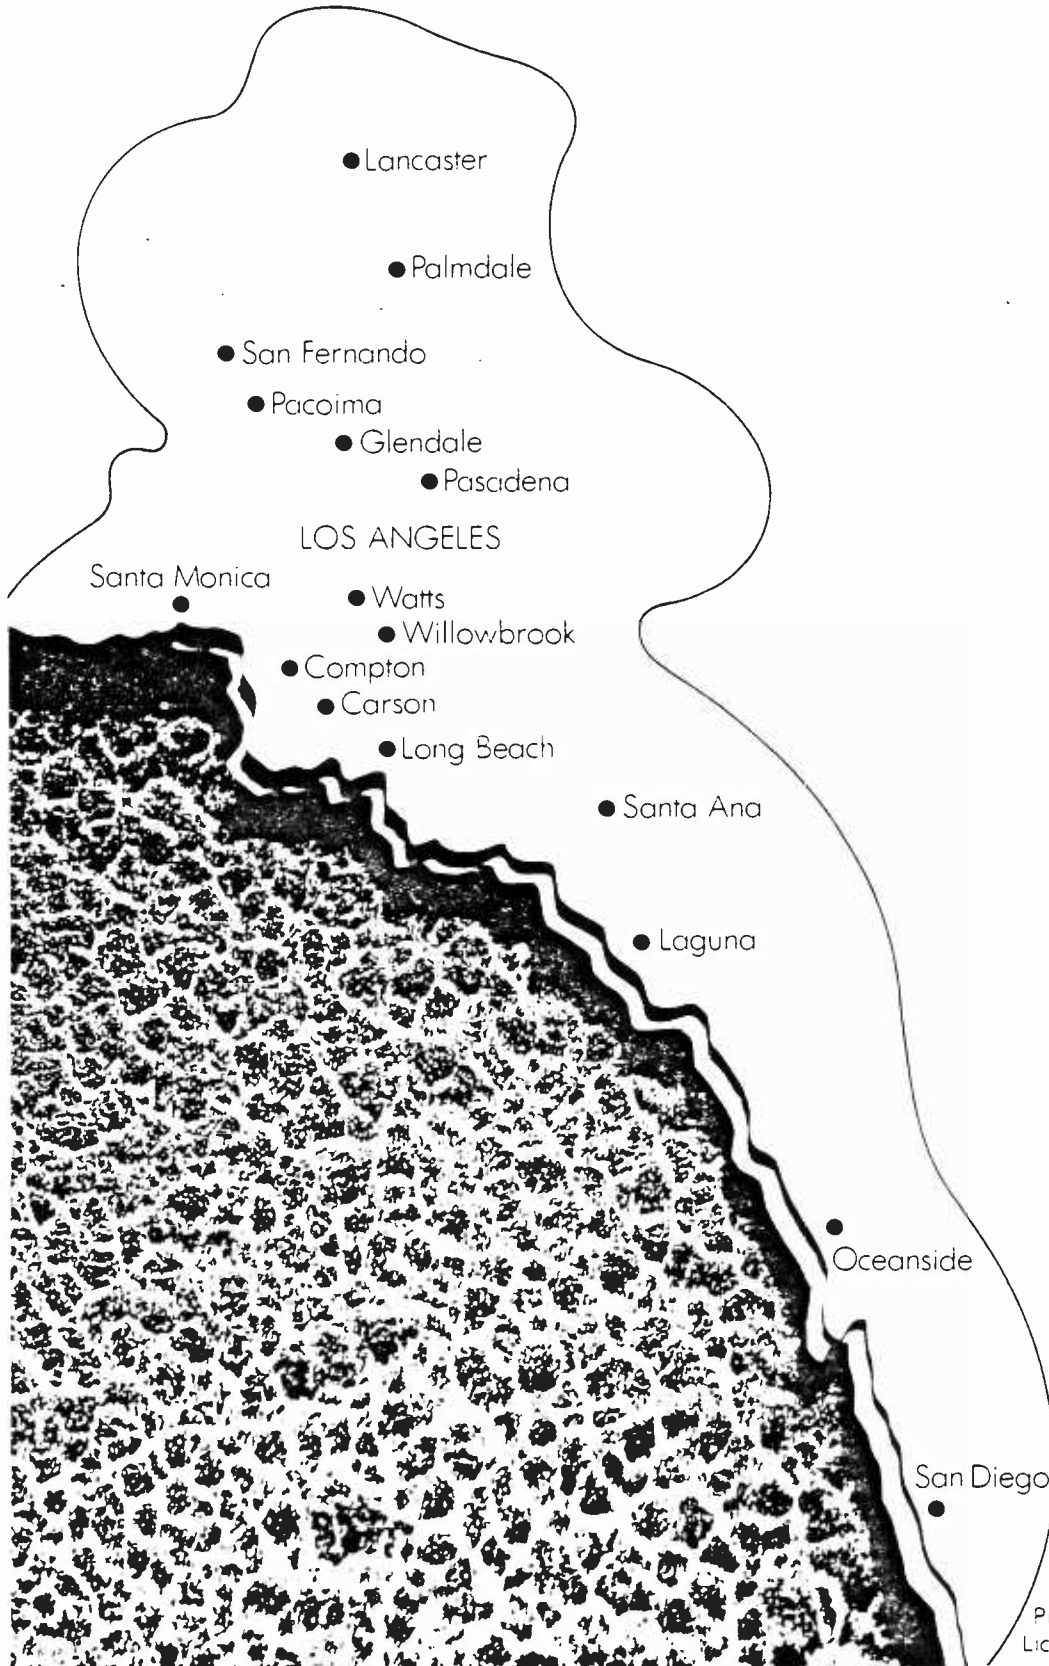 Lancaster
Palmdale
San Fernando
Pacoima
Glendale
Pasadena
LOS ANGELES
Santa Monica
Watts
Willowbrook
Compton
Carson
Long Beach
Santa Ana
Laguna
Oceanside
San Diego